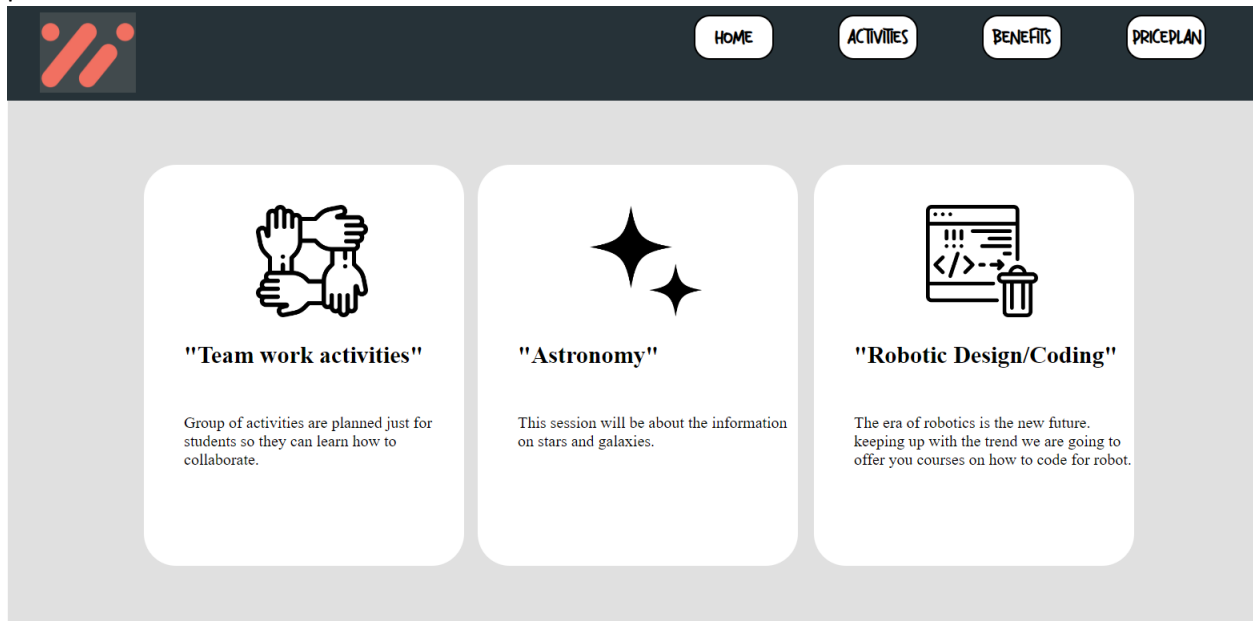 HOME
ACTIVITIES
BENEFITS
PRICEPLAN
"Team work activities"
Group of activities are planned just for
students so they can learn how to
collaborate.
"Astronomy"
This session will be about the information
on stars and galaxies.
"Robotic Design/Coding"
The era of robotics is the new future.
keeping up with the trend we are going to
offer you courses on how to code for robot.